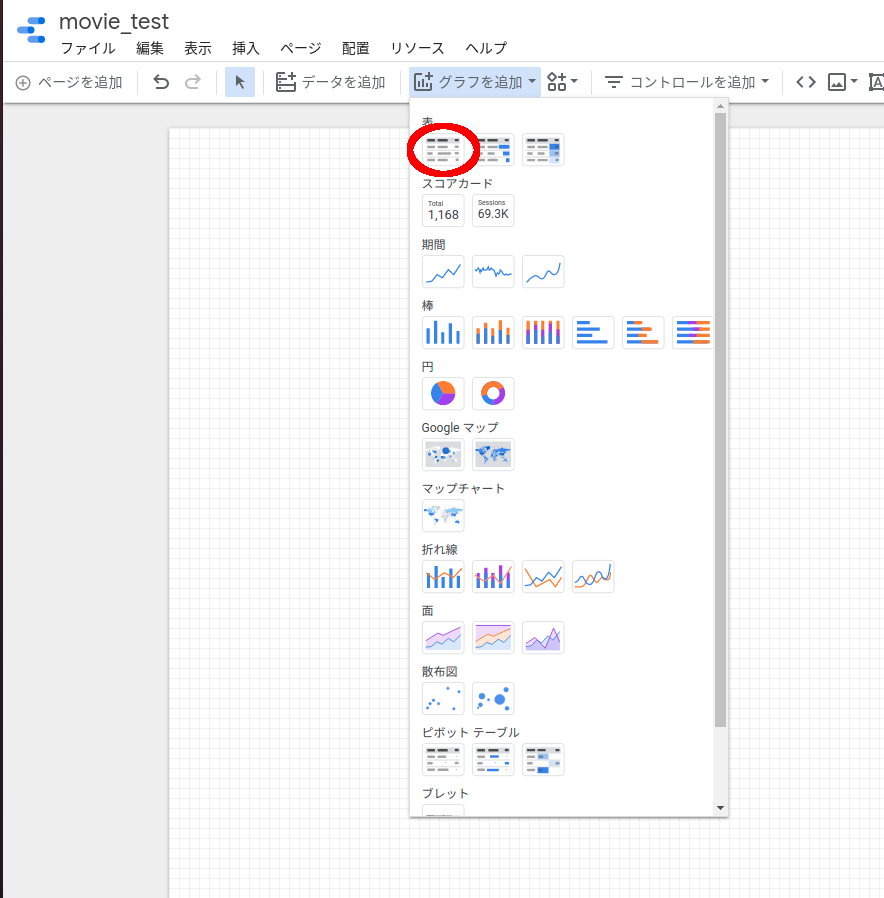 movie_test
ファイル 編集 表示 挿入 ページ 配置 リソース ヘルプ
ページを追加 データを追加 グラフを追加 コントロールを追加
表
スコアカード
Total
1,168
Sessions
69.3K
期間
棒
円
Google マップ
マップチャート
折れ線
面
散布図
ピボット テーブル
ブレット